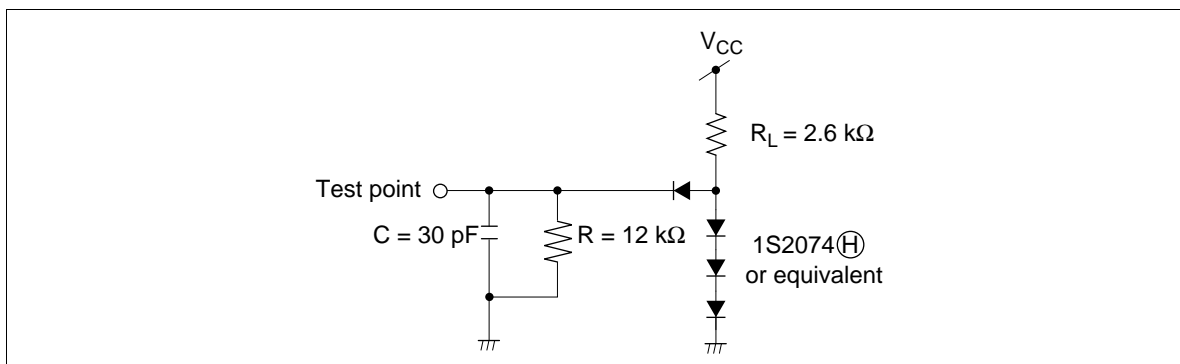 VCC
RL = 2.6 kΩ
Test point
C = 30 pF
R = 12 kΩ
1S2074Ⓗ
or equivalent